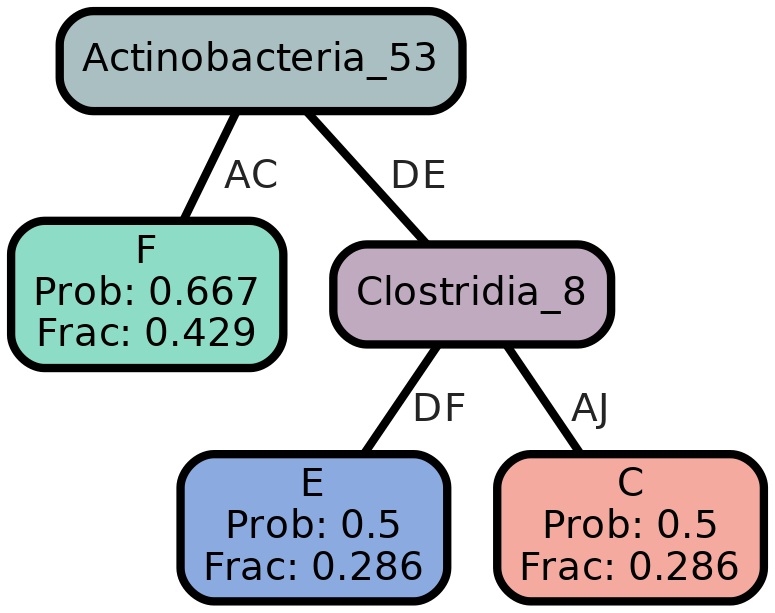 Actinobacteria_53
AC
DE
F
Prob: 0.667
Frac: 0.429
Clostridia_8
DF
AJ
E
Prob: 0.5
Frac: 0.286
C
Prob: 0.5
Frac: 0.286